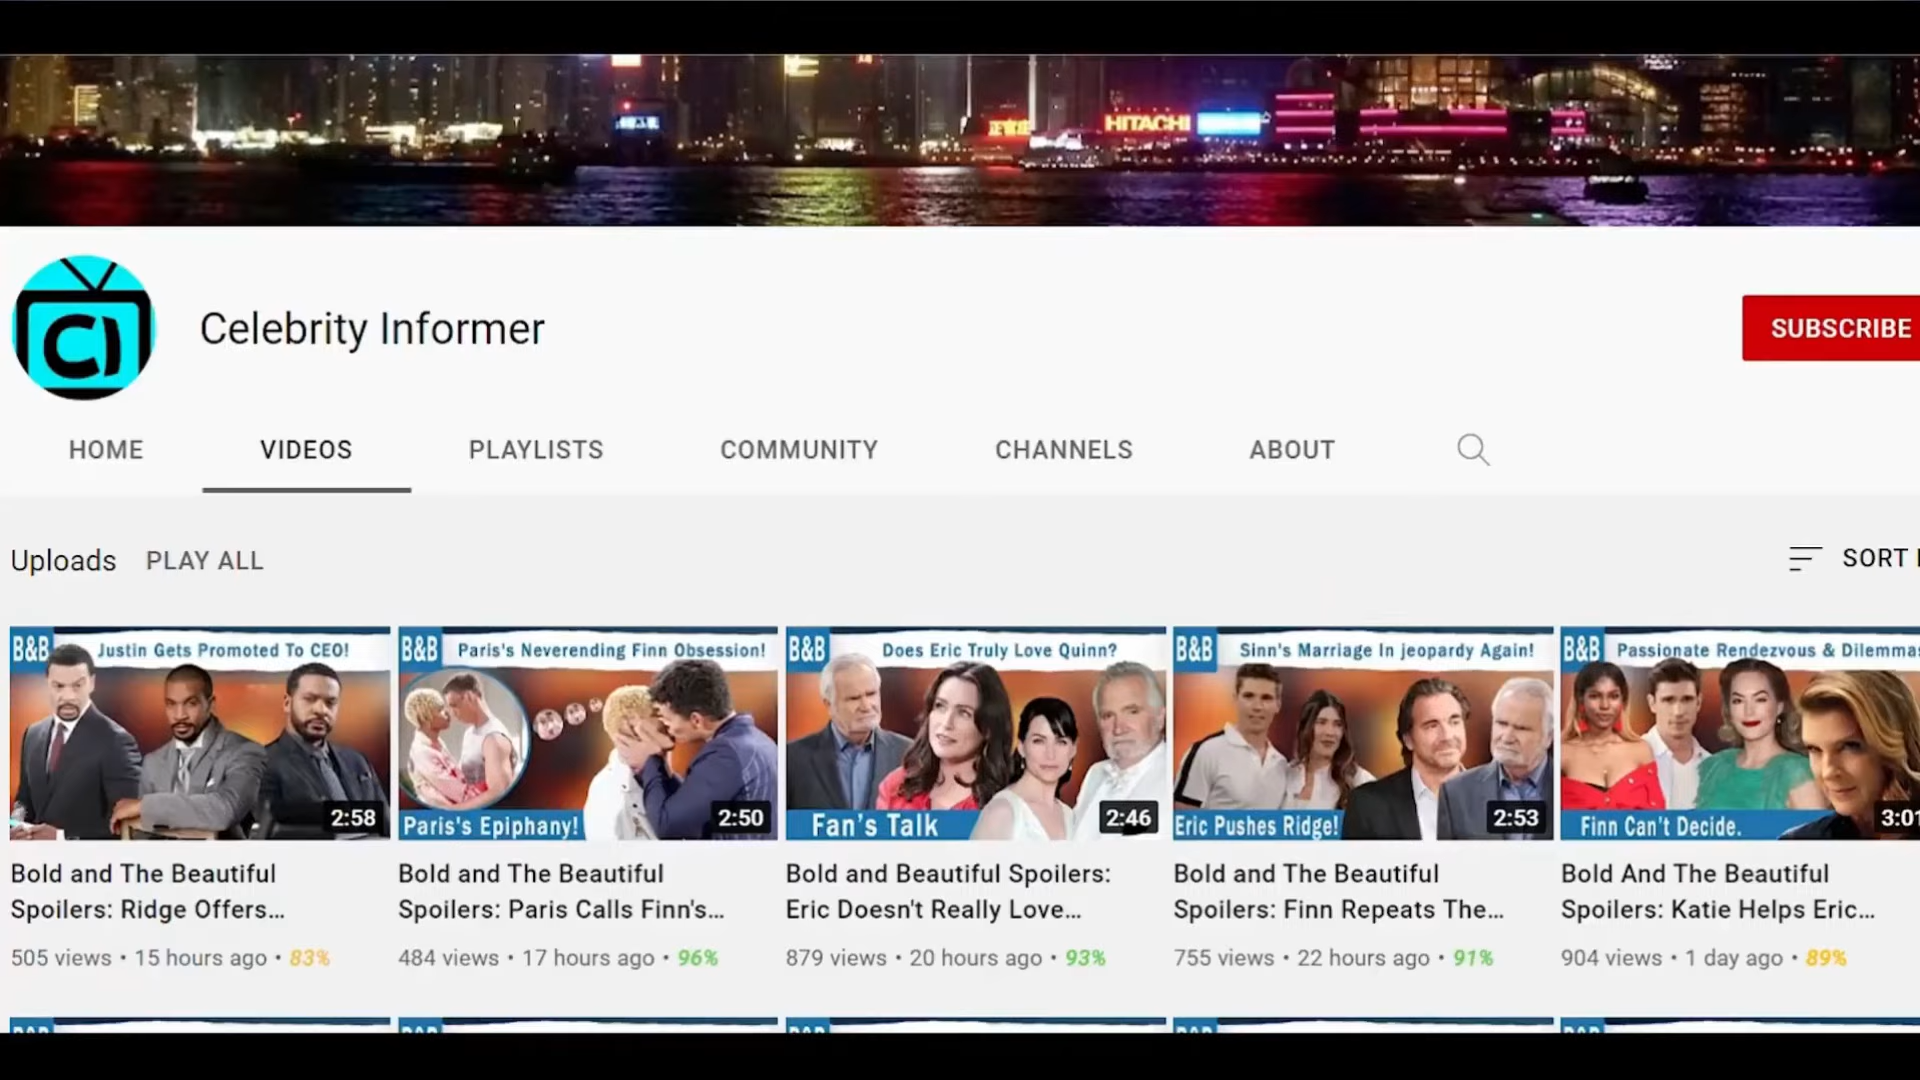 正官庄
HITACHI
CI
Celebrity Informer
SUBSCRIBE
HOME
VIDEOS
PLAYLISTS
COMMUNITY
CHANNELS
ABOUT
Uploads
PLAY ALL
SORT
B&B
Justin Gets Promoted To CEO!
2:58
B&B
Paris's Neverending Finn Obsession!
Paris's Epiphany!
2:50
B&B
Does Eric Truly Love Quinn?
Fan's Talk
2:46
B&B
Sinn's Marriage In jeopardy Again!
Eric Pushes Ridge!
2:53
B&B
Passionate Rendezvous & Dilemmas
Finn Can't Decide.
3:01
Bold and The Beautiful
Spoilers: Ridge Offers...
505 views • 15 hours ago • 83%
Bold and The Beautiful
Spoilers: Paris Calls Finn's...
484 views • 17 hours ago • 96%
Bold and Beautiful Spoilers:
Eric Doesn't Really Love...
879 views • 20 hours ago • 93%
Bold and The Beautiful
Spoilers: Finn Repeats The...
755 views • 22 hours ago • 91%
Bold And The Beautiful
Spoilers: Katie Helps Eric...
904 views • 1 day ago • 89%
B&B
B&B
B&B
B&B
B&B